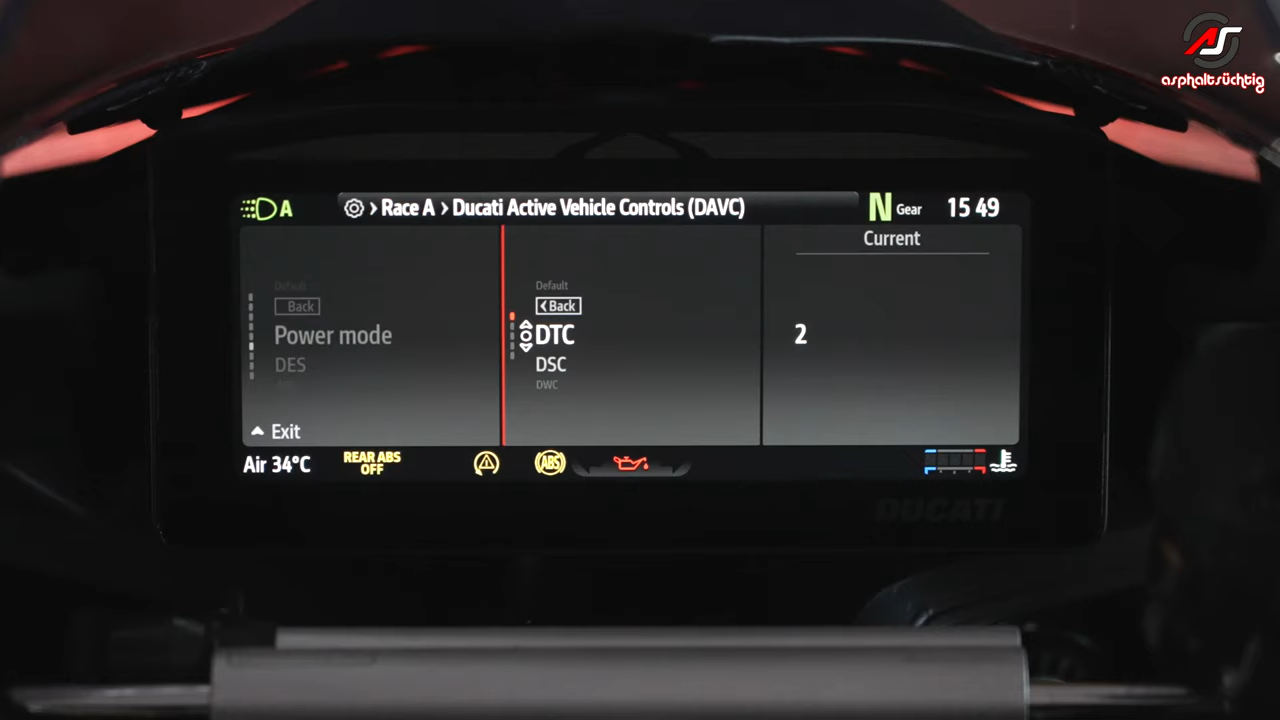 AS
asphaltsüchtig
A
› Race A › Ducati Active Vehicle Controls (DAVC)
N Gear
15 49
Current
Default
Back
Power mode
DES
Default
Back
DTC
DSC
DWC
2
Exit
Air 34°C
REAR ABS
OFF
ABS
DUCATI